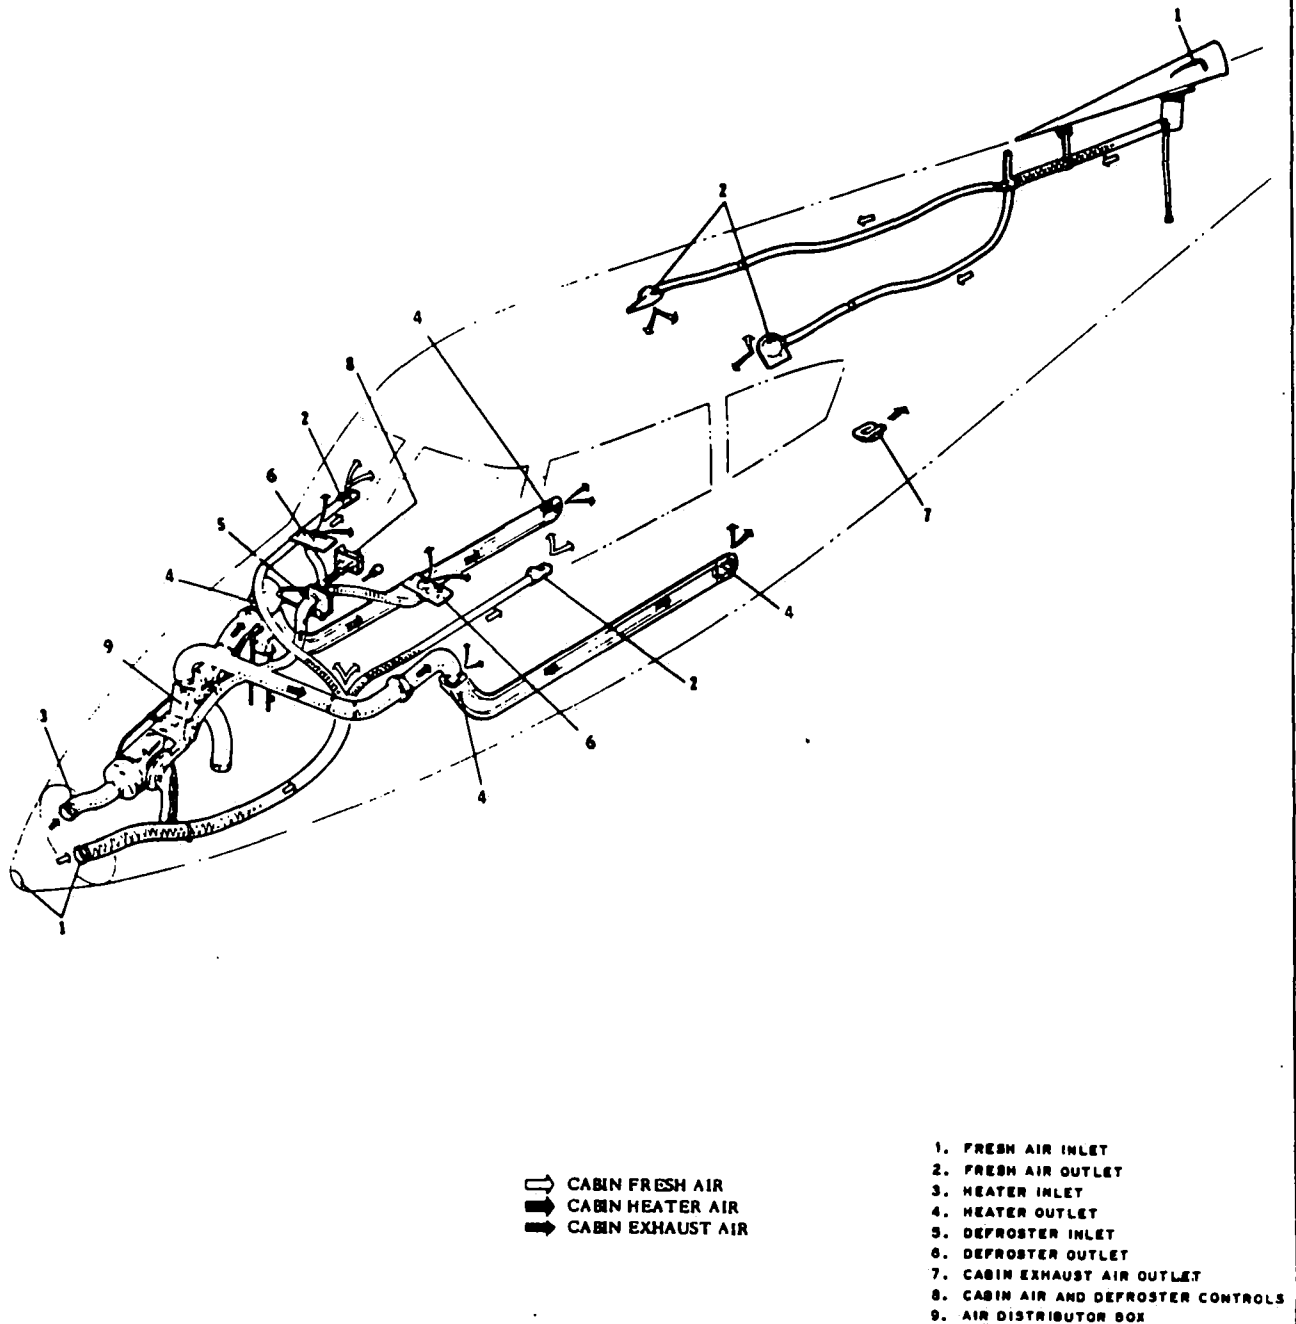 1
2
4
8
2
6
5
7
4
4
9
2
3
6
4
1
CABIN FRESH AIR
CABIN HEATER AIR
CABIN EXHAUST AIR
1. FRESH AIR INLET
2. FRESH AIR OUTLET
3. HEATER INLET
4. HEATER OUTLET
5. DEFROSTER INLET
6. DEFROSTER OUTLET
7. CABIN EXHAUST AIR OUTLET
8. CABIN AIR AND DEFROSTER CONTROLS
9. AIR DISTRIBUTOR BOX